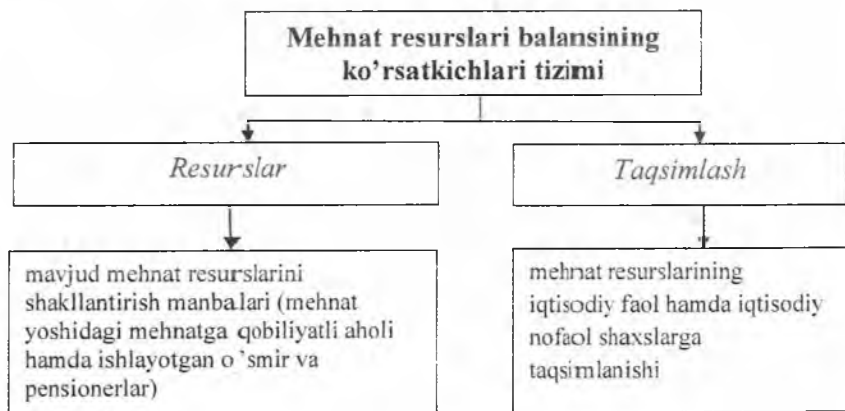 Mehnat resurslari balansining
ko'rsatkichlari tizimi
Resurslar
Taqsimlash
mavjud mehnat resurslarini
shakllantirish manbalari (mehnat
yoshidagi mehnatga qobiliyatli aholi
hamda ishlayotgan o'smir va
pensionerlar)
mehnat resurslarining
iqtisodiy faol hamda iqtisodiy
nofaol shaxslarga
taqsimlanishi